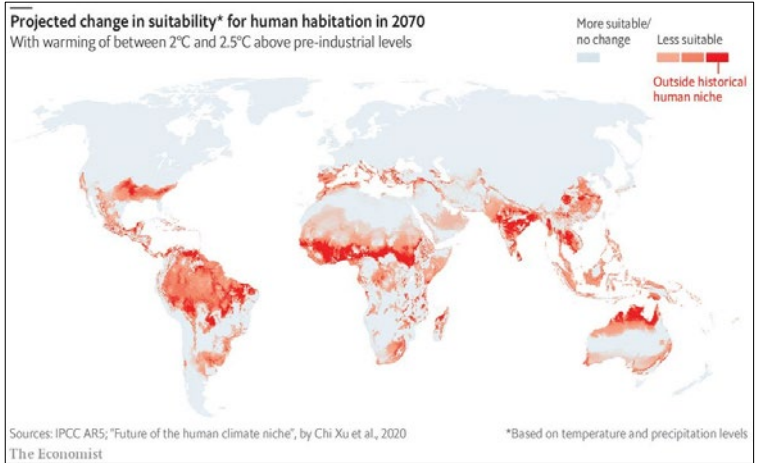 Projected change in suitability* for human habitation in 2070
With warming of between 2°C and 2.5°C above pre-industrial levels
More suitable/
no change
Less suitable
Outside historical
human niche
Sources: IPCC AR5; "Future of the human climate niche", by Chi Xu et al., 2020
*Based on temperature and precipitation levels
The Economist